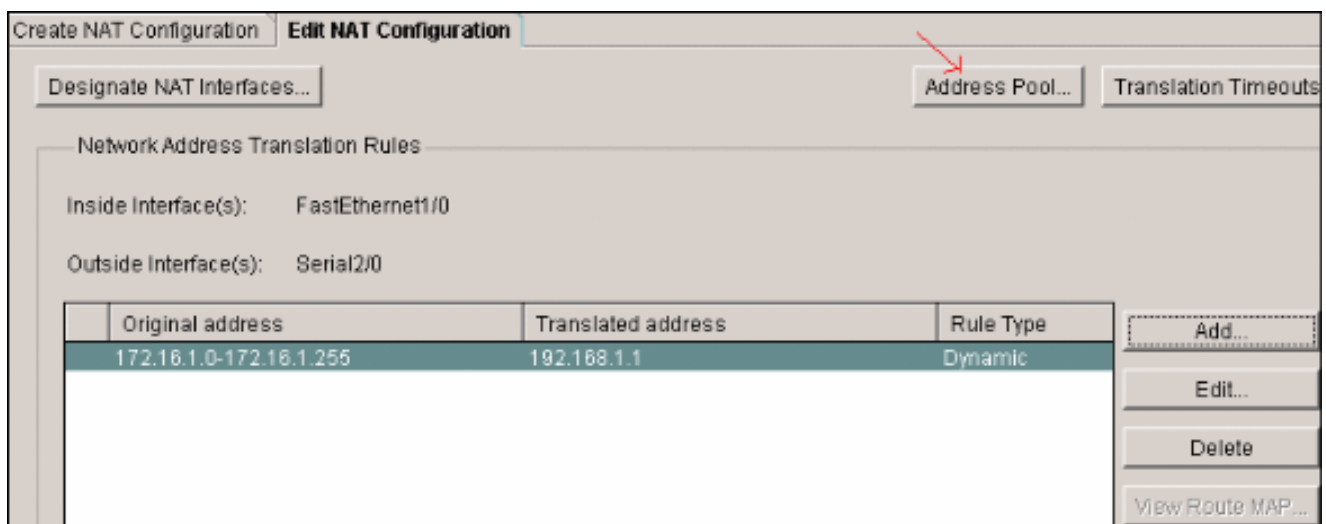 Create NAT Configuration Edit NAT Configuration
Designate NAT Interfaces... Address Pool... Translation Timeouts
Network Address Translation Rules
Inside Interface(s): FastEthernet1/0
Outside Interface(s): Serial2/0
Original address Translated address Rule Type
172.16.1.0-172.16.1.255 192.168.1.1 Dynamic
Add...
Edit...
Delete
View Route MAP...